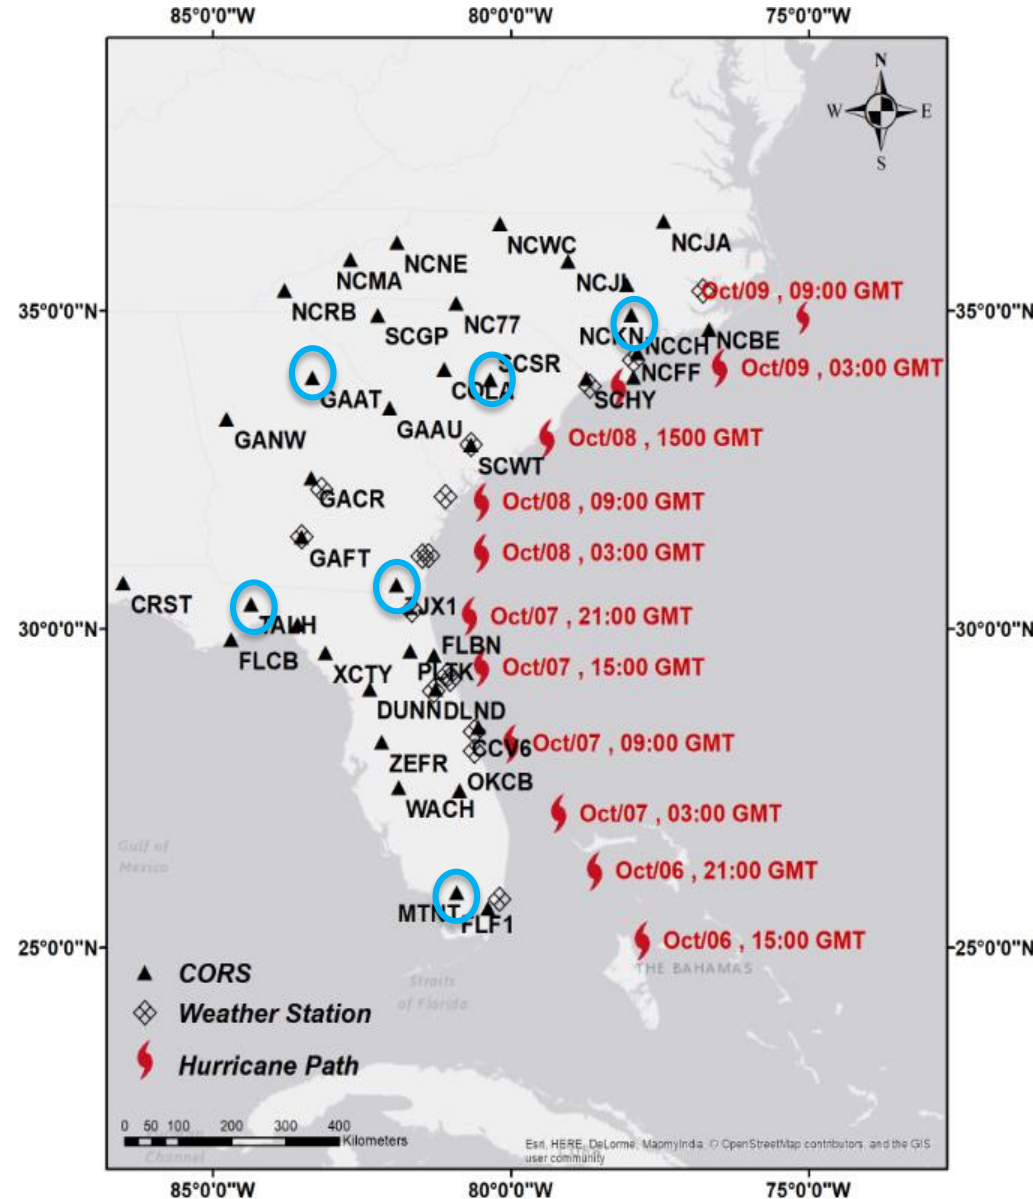 85°0'0"W 80°0'0"W 75°0'0"W
N
W E
S
NCWC NCJA
NCNE
NCMA NCJL
Oct/09 , 09:00 GMT
NCRB
35°0'0"N 35°0'0"N
SCGP NC77
NCKN NCBE
NCCH
SCSR
Oct/09 , 03:00 GMT
NCFF
COLA
GAAT SCHY
GAAU
GANW
Oct/08 , 1500 GMT
SCWT
GACR
Oct/08 , 09:00 GMT
GAFT
Oct/08 , 03:00 GMT
CRST
ZJX1
Oct/07 , 21:00 GMT
TALH
30°0'0"N 30°0'0"N
FLBN
FLCB
XCTY PLTK
Oct/07 , 15:00 GMT
DUNN DLND
CCV6
Oct/07 , 09:00 GMT
ZEFR
OKCB
WACH
Oct/07 , 03:00 GMT
Gulf of
Mexico
Oct/06 , 21:00 GMT
MTNT
FLF1
Oct/06 , 15:00 GMT
25°0'0"N 25°0'0"N
THE BAHAMAS
CORS
Straits
of Florida
Weather Station
Hurricane Path
0 50 100 200 300 400
Kilometers
Channel
Esri, HERE, DeLorme, MapmyIndia, © OpenStreetMap contributors, and the GIS
user community
85°0'0"W 80°0'0"W 75°0'0"W